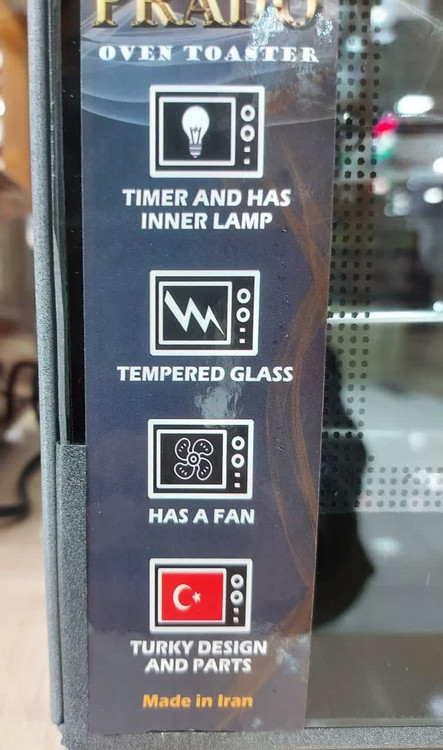 PRADO
OVEN TOASTER
TIMER AND HAS
INNER LAMP
TEMPERED GLASS
HAS A FAN
TURKY DESIGN
AND PARTS
Made in Iran